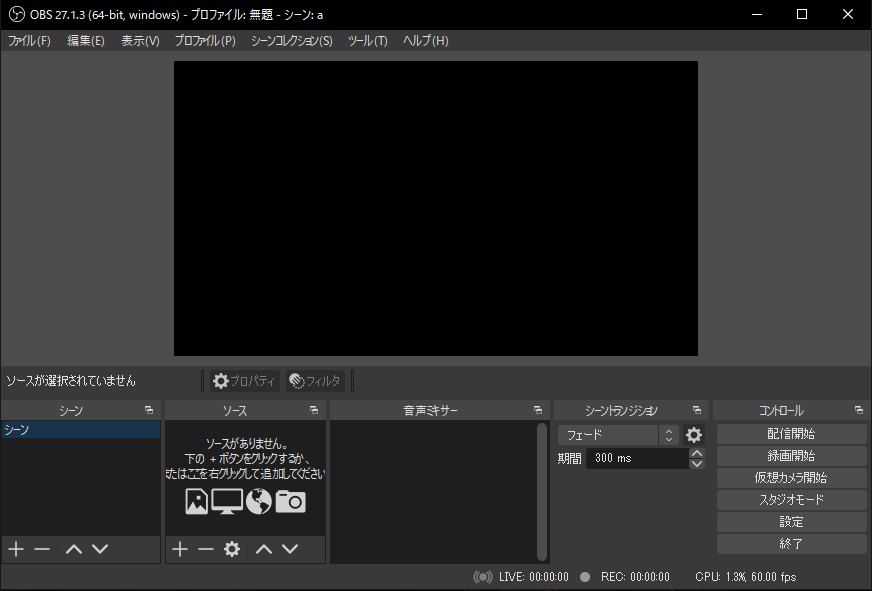 OBS 27.1.3 (64-bit, windows) - プロファイル: 無題 - シーン: a
ファイル(F) 編集(E) 表示(V) プロファイル(P) シーンコレクション(S) ツール(T) ヘルプ(H)
ソースが選択されていません プロパティ フィルタ
シーン ソース 音声ミキサー シーントランジション コントロール
シーン
ソースがありません。
下の + ボタンをクリックするか、
たはここを右クリックして追加してください
フェード
期間 300 ms
配信開始
録画開始
仮想カメラ開始
スタジオモード
設定
終了
LIVE: 00:00:00 REC: 00:00:00 CPU: 1.3%, 60.00 fps